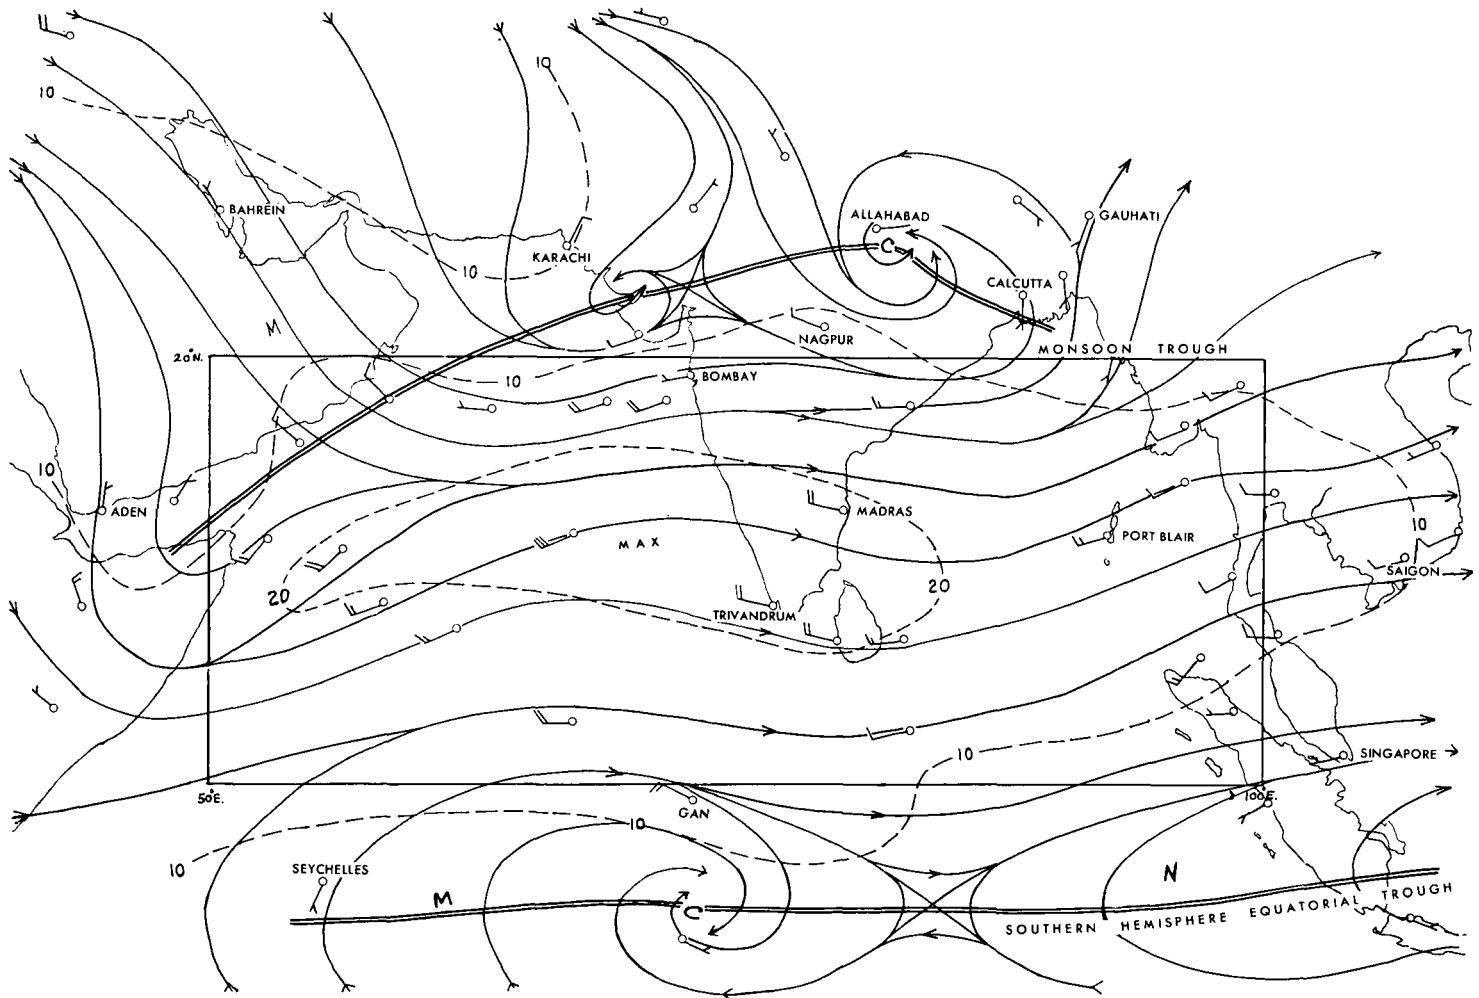 10
10
BAHREIN
ALLAHABAD
GAUHATI
C
KARACHI
10
CALCUTTA
M
NAGPUR
20°N.
MONSOON TROUGH
10
BOMBAY
10
ADEN
MADRAS
10
PORT BLAIR
MAX
SAIGON
20
20
TRIVANDRUM
10
SINGAPORE
50°E.
100°E.
GAN
10
10
SEYCHELLES
M
N
C
SOUTHERN HEMISPHERE EQUATORIAL TROUGH